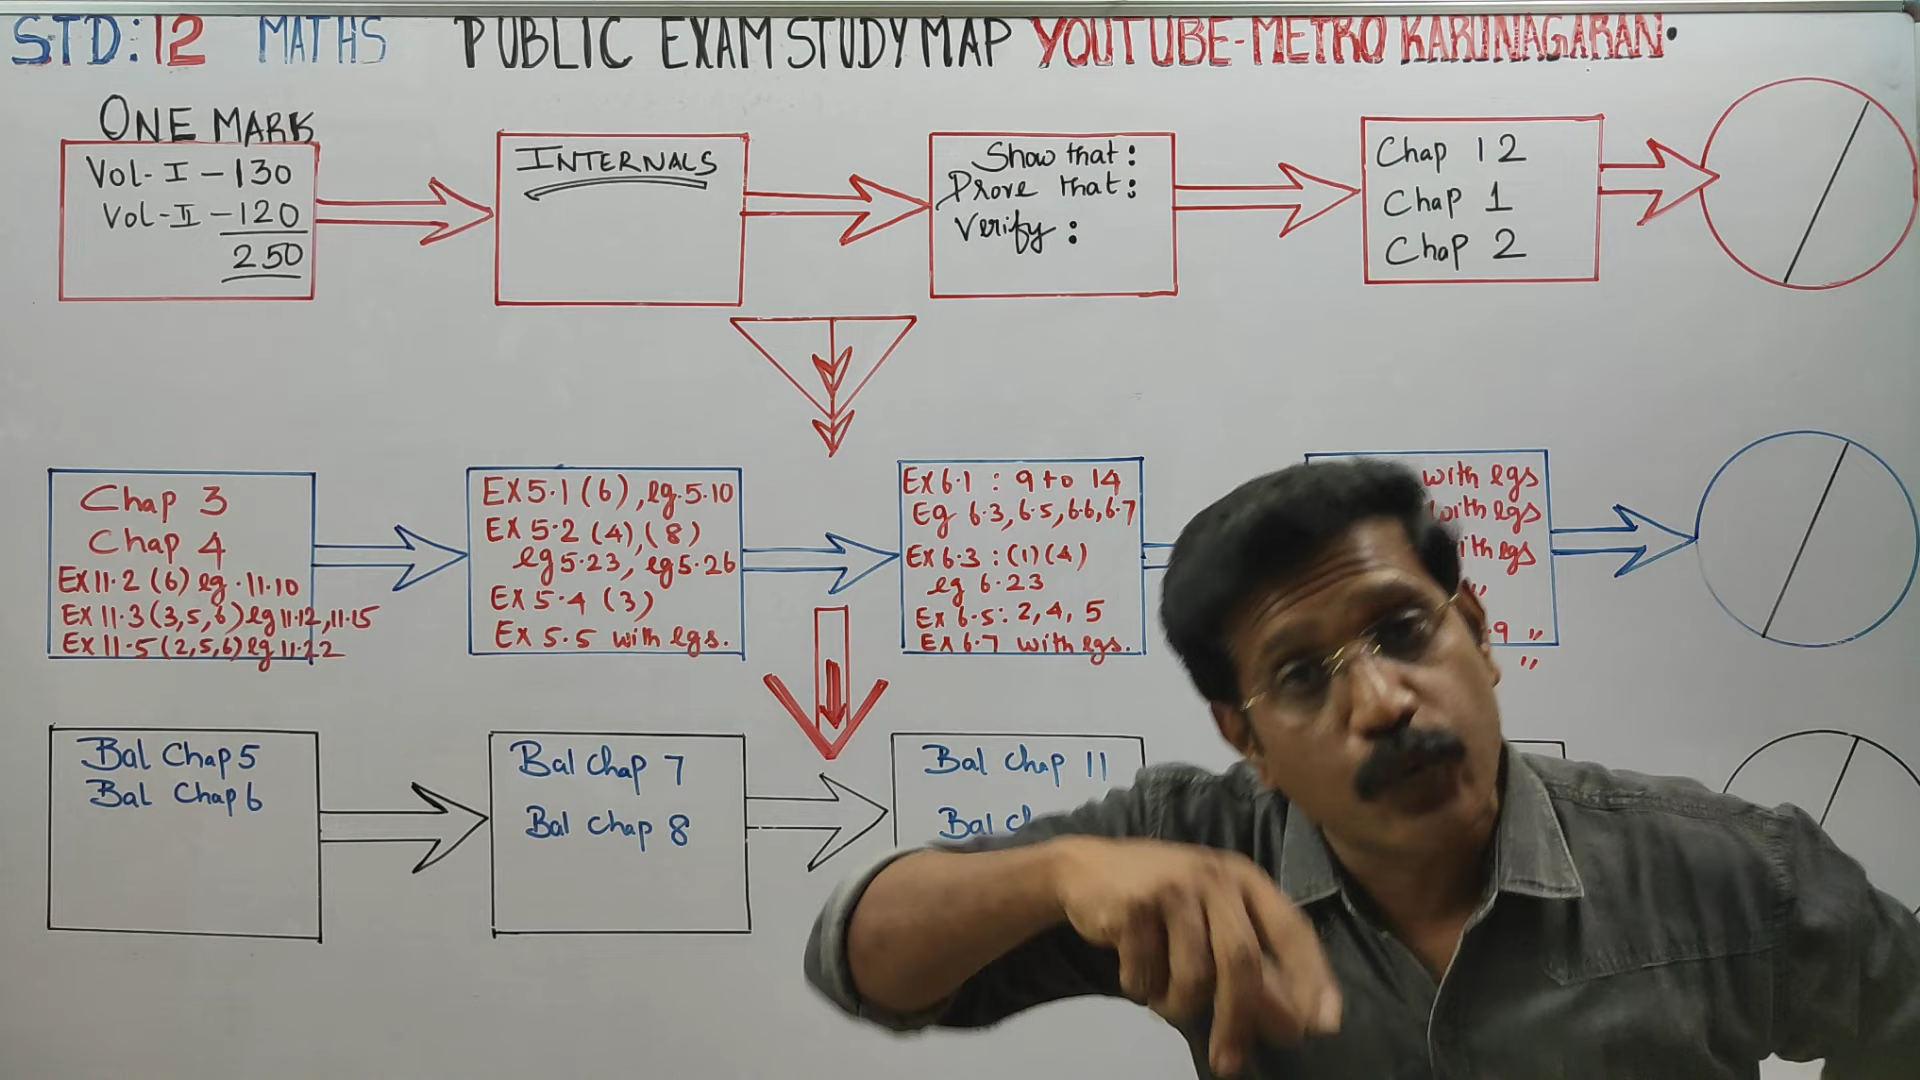 STD:12 MATHS PUBLIC EXAM STUDY MAP YOUTUBE-METRO KARUNAGARAN.
ONE MARK
Vol-I-130
Vol-II-120
250
INTERNALS
Show that:
Prove that:
Verify:
Chap 12
Chap 1
Chap 2
Chap 3
Chap 4
EX 11.2 (6) eg.11.10
EX 11.3 (3,5,6) eg 11.12, 11.15
EX 11.5 (2,5,6) eg 11.22
EX 5.1 (6), eg.5.10
EX 5.2 (4), (8)
eg 5.23, eg 5.26
EX 5.4 (3)
EX 5.5 with egs.
EX 6.1 : 9 to 14
Eg 6.3, 6.5, 6.6, 6.7
EX 6.3 : (1) (4)
eg 6.23
EX 6.5: 2, 4, 5
EX 6.7 with egs.
with egs
with egs
ith egs
"
.9 "
"
Bal Chap 5
Bal Chap 6
Bal Chap 7
Bal Chap 8
Bal Chap 11
Bal